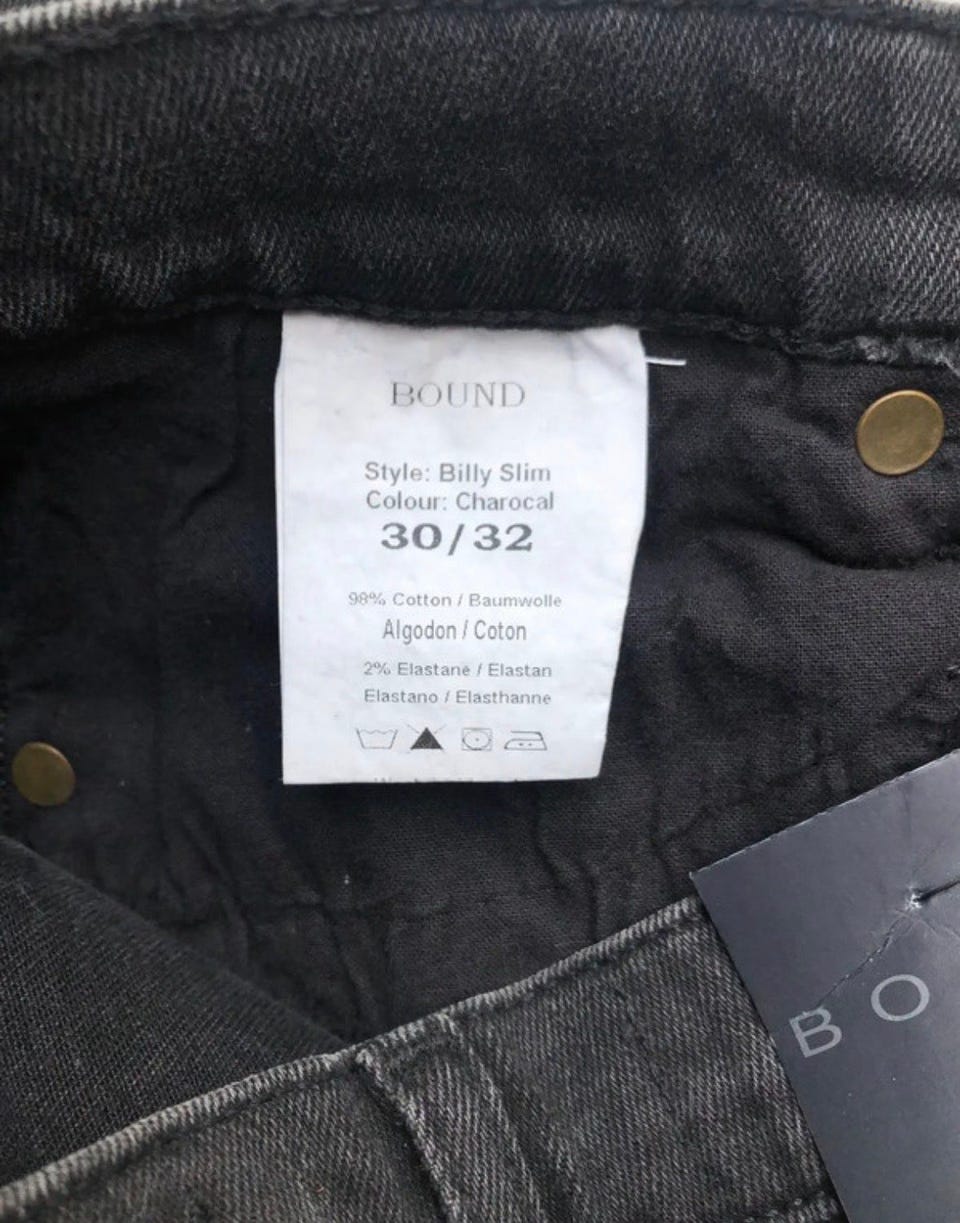 BOUND
Style: Billy Slim
Colour: Charocal
30/32
98% Cotton / Baumwolle
Algodon / Coton
2% Elastane / Elastan
Elastano / Elasthanne
BO